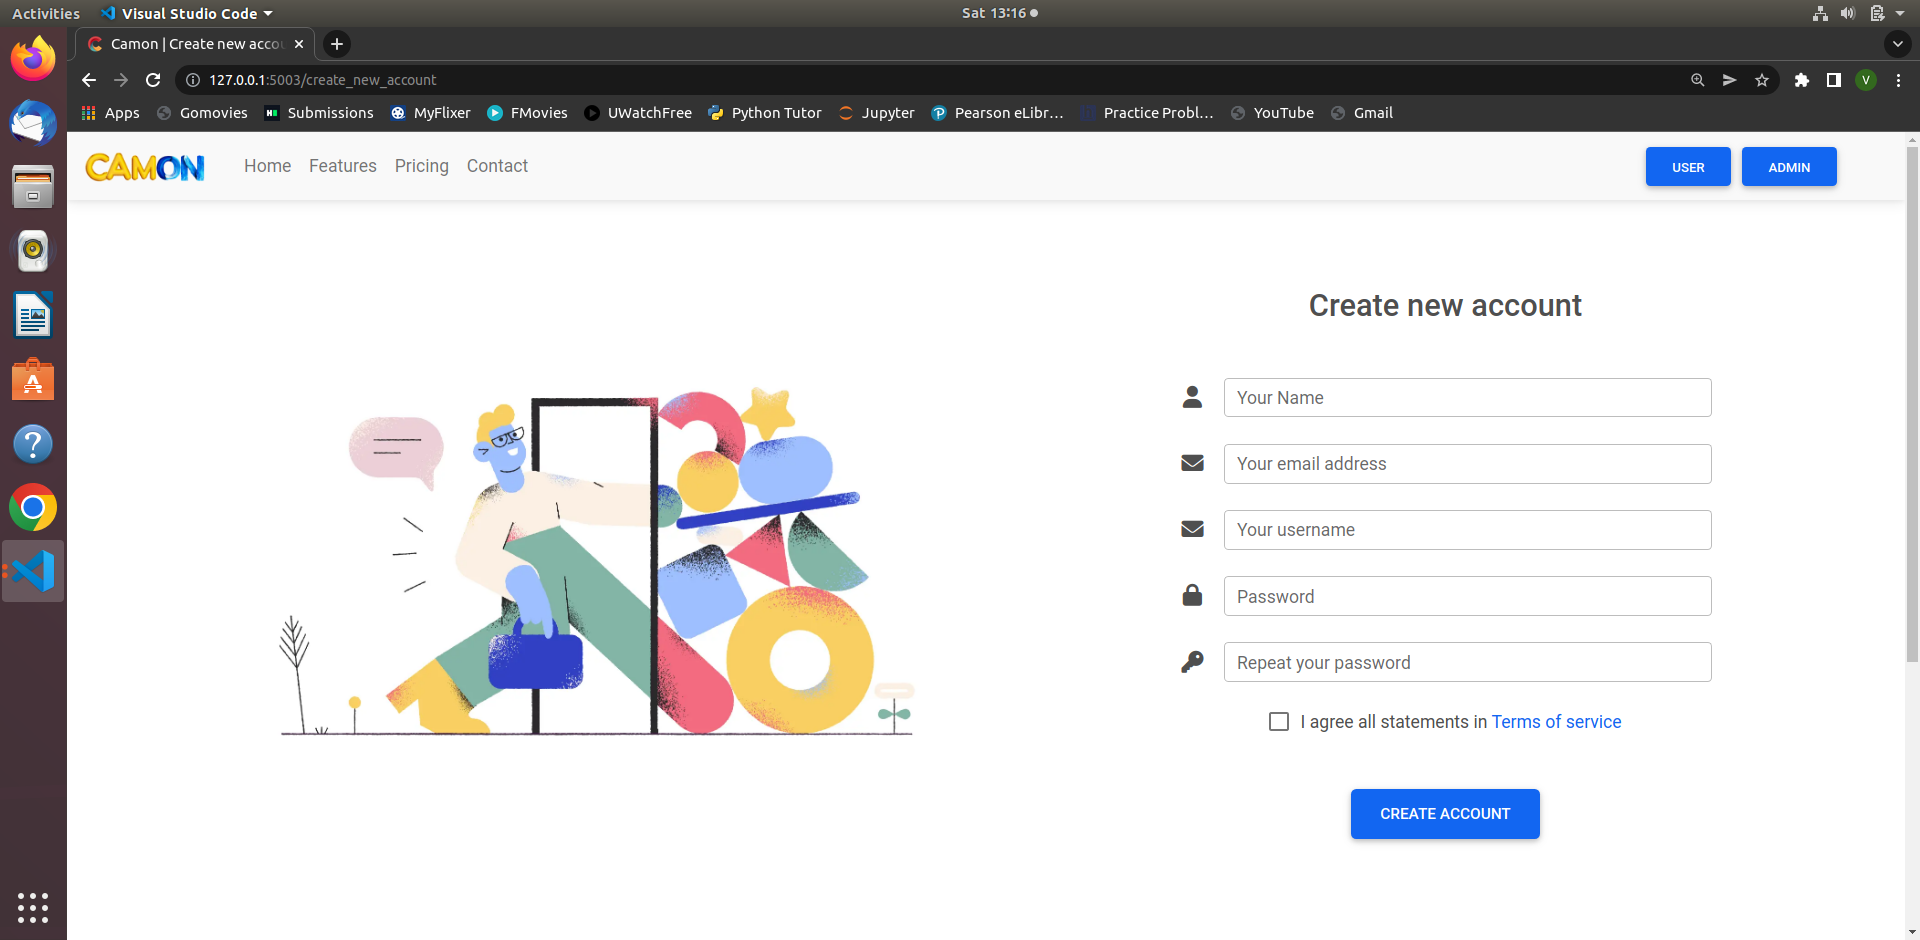 Activities
Visual Studio Code
Sat 13:16
Camon | Create new accou
127.0.0.1:5003/create_new_account
V
Apps
Gomovies
Submissions
MyFlixer
FMovies
UWatchFree
Python Tutor
Jupyter
Pearson eLibr…
Practice Probl…
YouTube
Gmail
CAMON
Home
Features
Pricing
Contact
USER
ADMIN
Create new account
Your Name
Your email address
Your username
Password
Repeat your password
I agree all statements in Terms of service
CREATE ACCOUNT